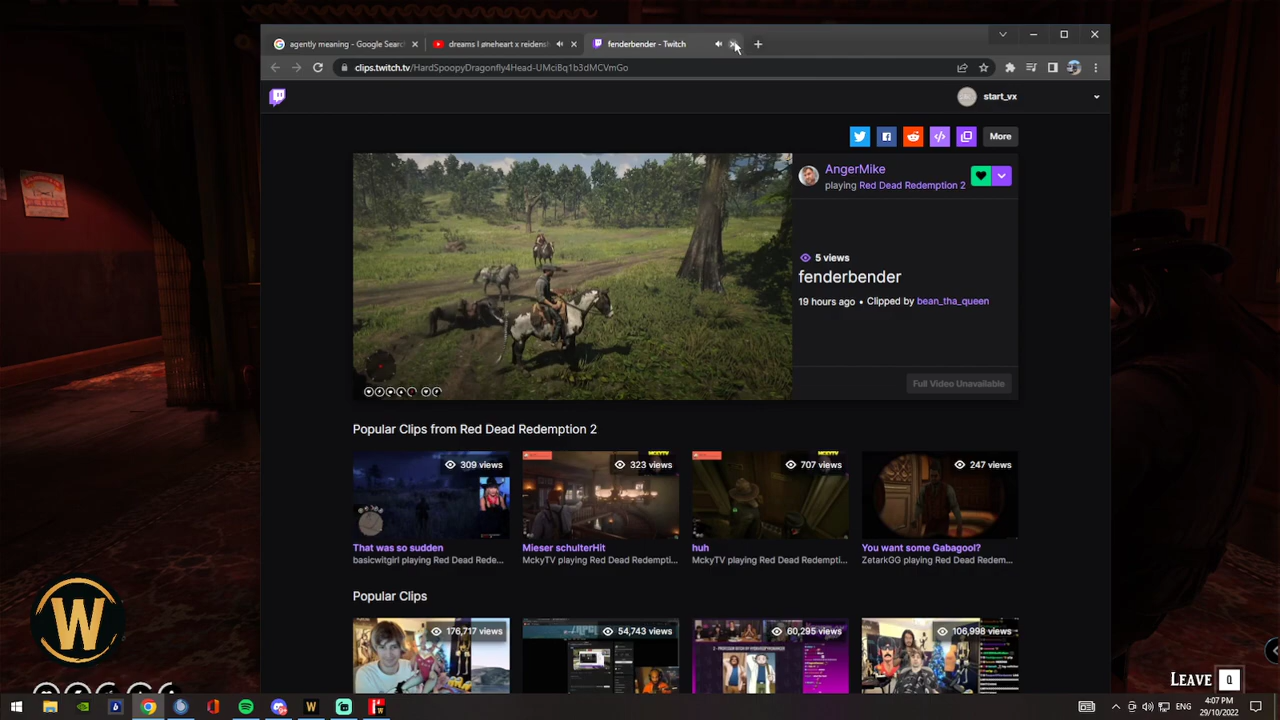 agently meaning - Google Searc
dreams I øneheart x reidensh
fenderbender - Twitch
clips.twitch.tv/HardSpoopyDragonfly4Head-UMciBq1b3dMCVmGo
start_vx
More
AngerMike
playing Red Dead Redemption 2
5 views
fenderbender
19 hours ago • Clipped by bean_tha_queen
Full Video Unavailable
Popular Clips from Red Dead Redemption 2
309 views
323 views
707 views
247 views
That was so sudden
basicwitgirl playing Red Dead Rede...
Mieser schulterHit
MckyTV playing Red Dead Redempti...
huh
MckyTV playing Red Dead Redempti...
You want some Gabagool?
ZetarkGG playing Red Dead Redem...
Popular Clips
176,717 views
54,743 views
60,295 views
106,998 views
W
LEAVE Q
ENG
4:07 PM
29/10/2022